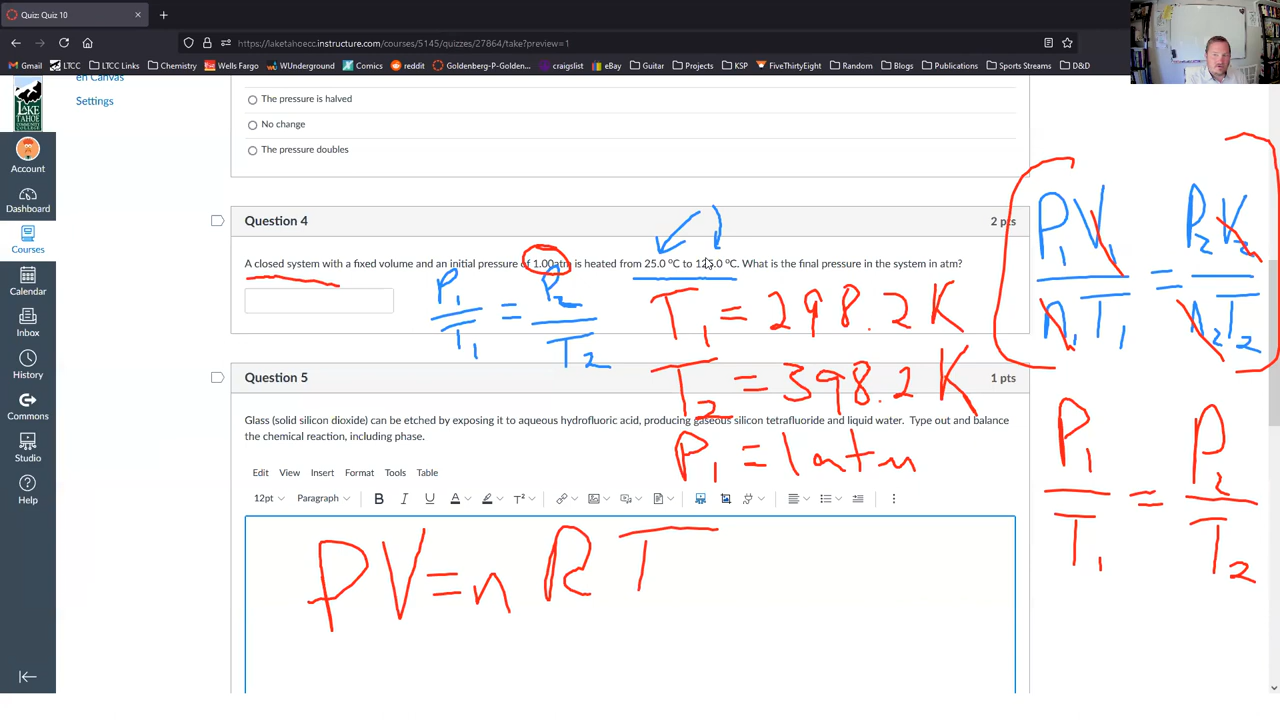 Quiz: Quiz 10
https://laketahoecc.instructure.com/courses/5145/quizzes/27864/take?preview=1
Gmail LTCC LTCC Links Chemistry Wells Fargo WUnderground Comics reddit Goldenberg-P-Golden... craigslist eBay Guitar Projects KSP FiveThirtyEight Random Blogs Publications Sports Streams D&D
LAKE TAHOE
en Canvas
Settings
Account
Dashboard
Courses
Calendar
Inbox
History
Commons
Studio
Help
The pressure is halved
No change
The pressure doubles
Question 4
2 pts
A closed system with a fixed volume and an initial pressure of 1.00atm is heated from 25.0 °C to 125.0 °C. What is the final pressure in the system in atm?
P1/T1 = P2/T2
T1 = 298.2 K
T2 = 398.2 K
P1 = 1 atm
Question 5
1 pts
Glass (solid silicon dioxide) can be etched by exposing it to aqueous hydrofluoric acid, producing gaseous silicon tetrafluoride and liquid water. Type out and balance
the chemical reaction, including phase.
Edit View Insert Format Tools Table
12pt Paragraph B I U A T²
PV=nRT
P1V1/n1T1 = P2V2/n2T2
P1/T1 = P2/T2